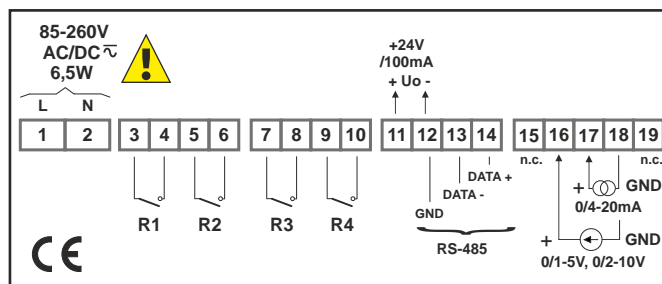 85-260V
AC/DC
6,5W
L N
+24V
/100mA
+ Uo -
1 2 3 4 5 6 7 8 9 10 11 12 13 14 15 16 17 18 19
n.c. n.c.
R1 R2 R3 R4
DATA +
DATA -
GND
RS-485
+ GND
0/4-20mA
+ GND
0/1-5V, 0/2-10V
CE